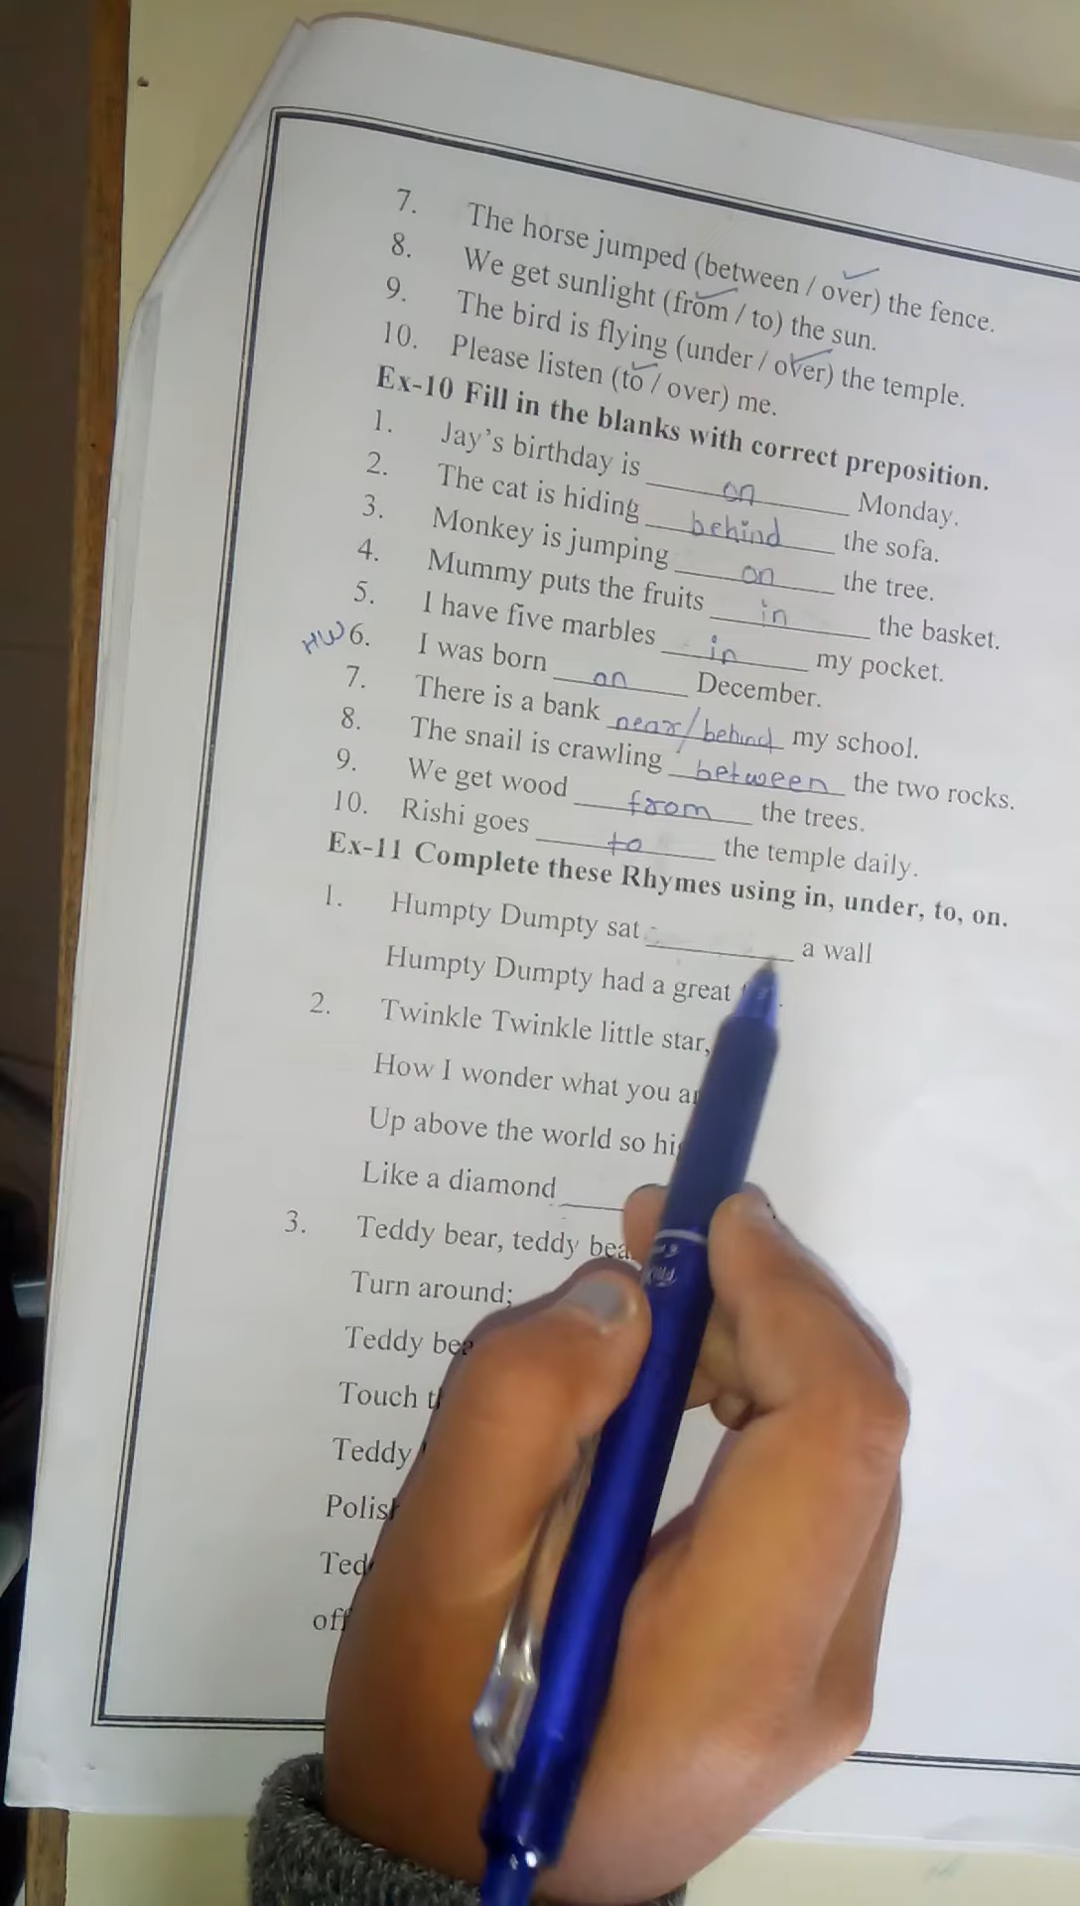 7. The horse jumped (between / over) the fence.
8. We get sunlight (from / to) the sun.
9. The bird is flying (under / over) the temple.
10. Please listen (to / over) me.
Ex-10 Fill in the blanks with correct preposition.
1. Jay's birthday is on Monday.
2. The cat is hiding behind the sofa.
3. Monkey is jumping on the tree.
4. Mummy puts the fruits in the basket.
5. I have five marbles in my pocket.
HW 6. I was born on December.
7. There is a bank near/behind my school.
8. The snail is crawling between the two rocks.
9. We get wood from the trees.
10. Rishi goes to the temple daily.
Ex-11 Complete these Rhymes using in, under, to, on.
1. Humpty Dumpty sat ________ a wall
Humpty Dumpty had a great
2. Twinkle Twinkle little star,
How I wonder what you
Up above the world so
Like a diamond ____
3. Teddy bear, teddy
Turn around;
Teddy
Touch
Teddy